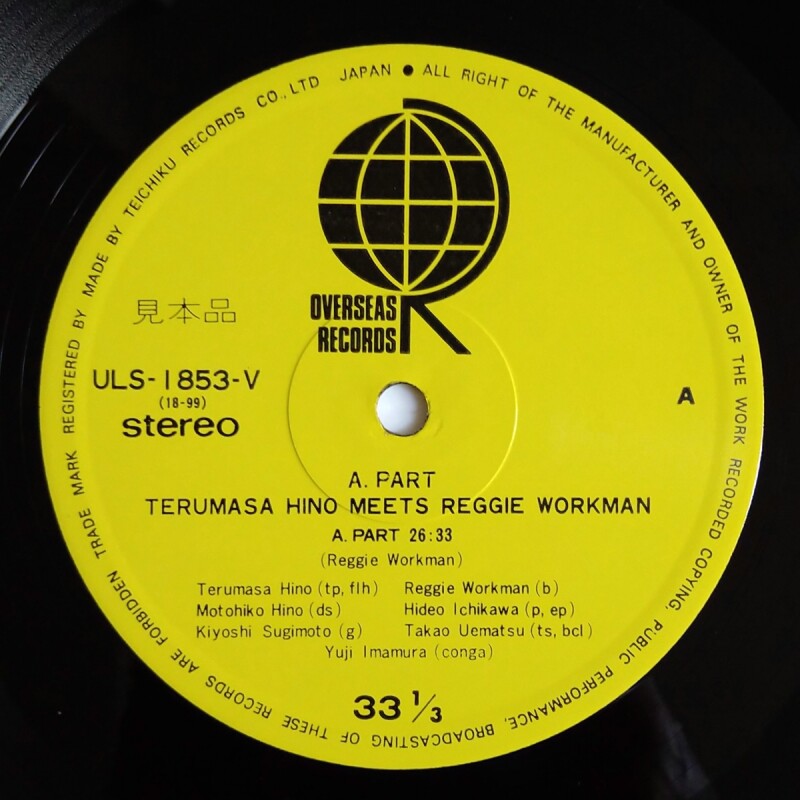 TRADE MARK REGISTERED BY MADE BY TEICHIKU RECORDS CO., LTD JAPAN ● ALL RIGHT OF THE MANUFACTURER AND OWNER OF THE WORK RECORDED COPYING, PUBLIC PERFORMANCE, BROADCASTING OF THESE RECORDS ARE FORBIDDEN
OVERSEAS
RECORDS
見本品
ULS-1853-V
(18-99)
stereo
A
A. PART
TERUMASA HINO MEETS REGGIE WORKMAN
A. PART 26:33
(Reggie Workman)
Terumasa Hino (tp, flh) Reggie Workman (b)
Motohiko Hino (ds) Hideo Ichikawa (p, ep)
Kiyoshi Sugimoto (g) Takao Uematsu (ts, bcl)
Yuji Imamura (conga)
33 1/3